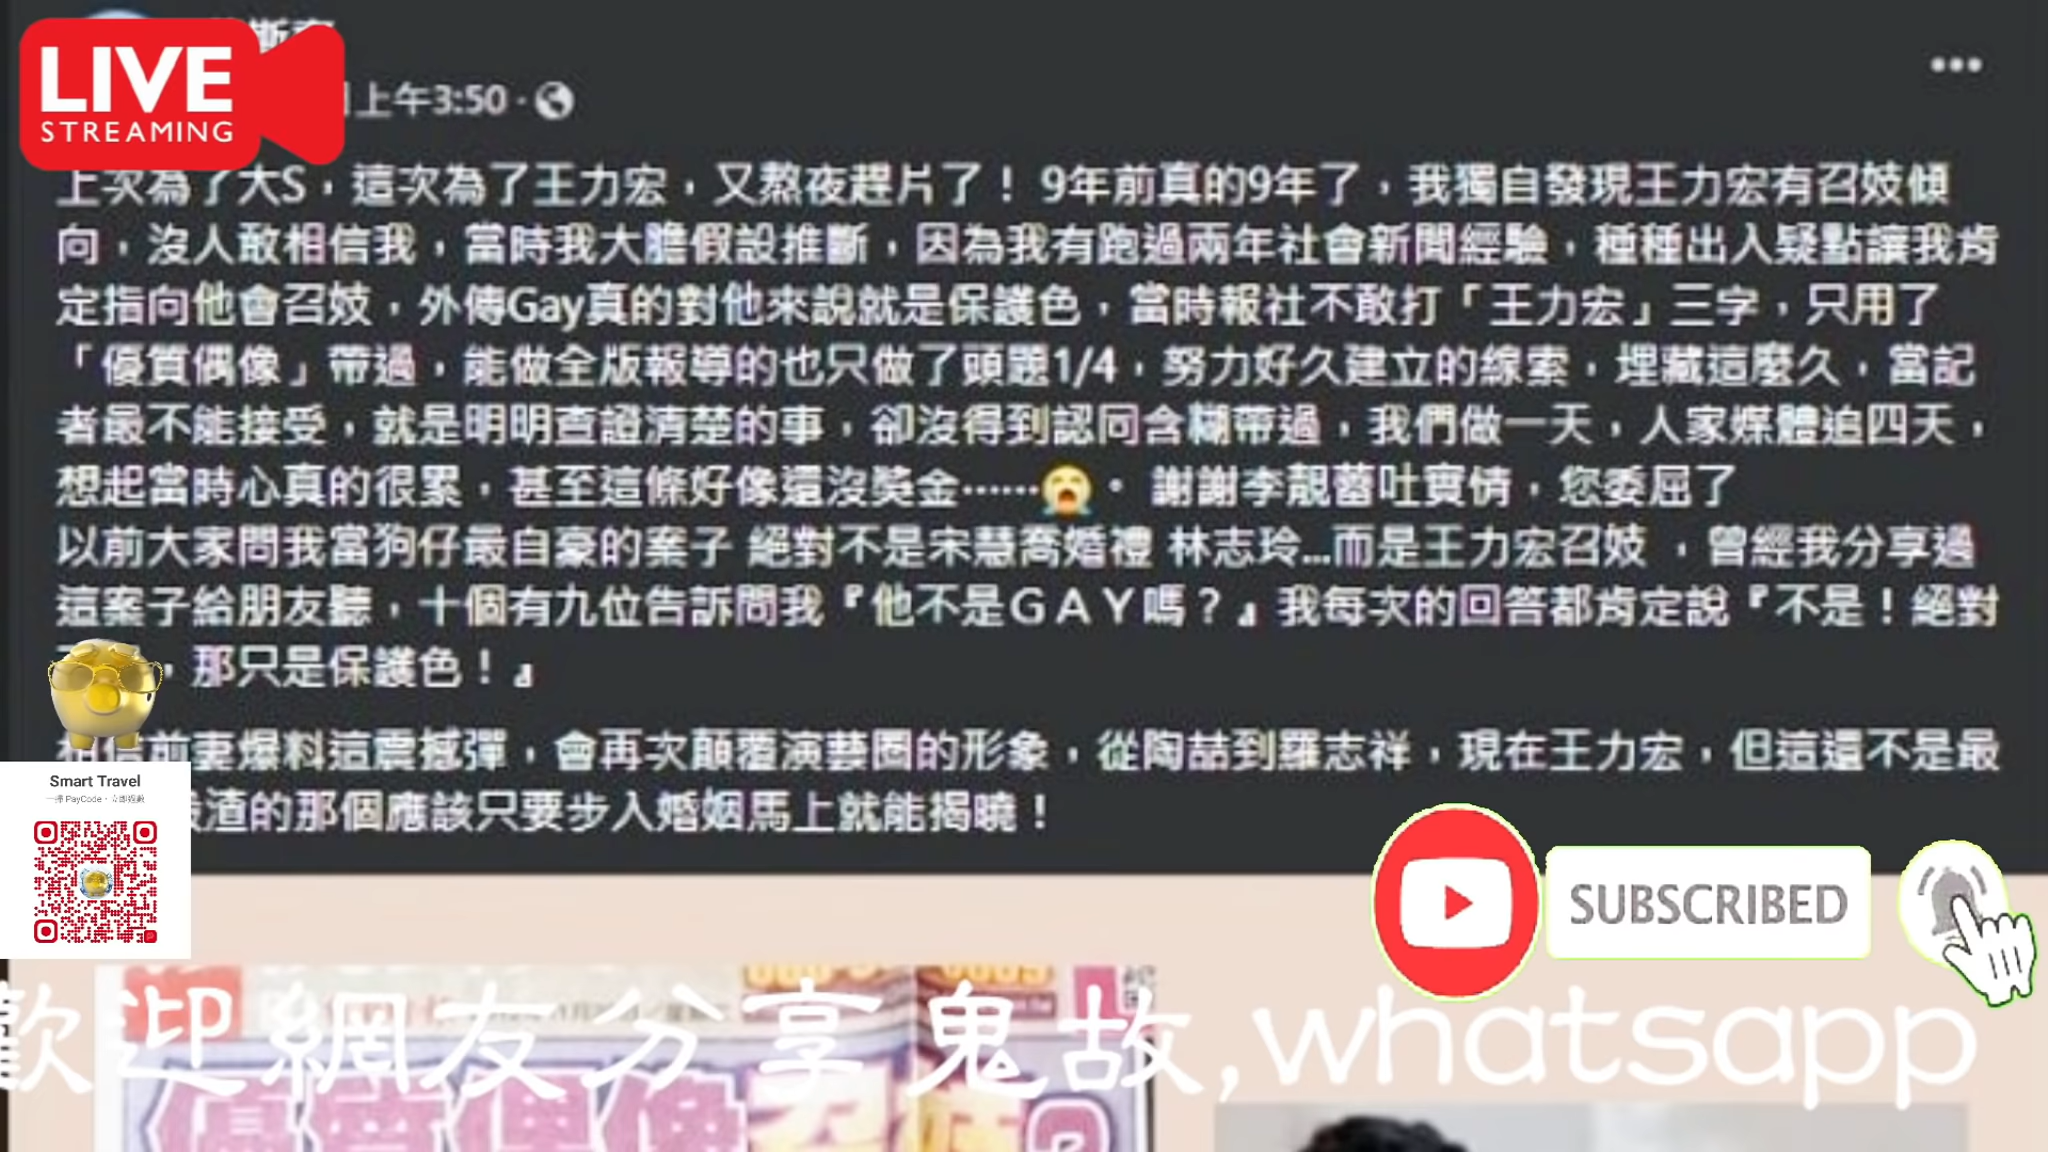 LIVE
STREAMING
上午3:50
上次為了大S，這次為了王力宏，又熬夜趕片了！ 9年前真的9年了，我獨自發現王力宏有召妓傾
向，沒人敢相信我，當時我大膽假設推斷，因為我有跑過兩年社會新聞經驗，種種出入疑點讓我肯
定指向他會召妓，外傳Gay真的對他來說就是保護色，當時報社不敢打「王力宏」三字，只用了
「優質偶像」帶過，能做全版報導的也只做了頭題1/4，努力好久建立的線索，埋藏這麼久，當記
者最不能接受，就是明明查證清楚的事，卻沒得到認同含糊帶過，我們做一天，人家媒體追四天，
想起當時心真的很累，甚至這條好像還沒獎金⋯⋯😭。 謝謝李靚蕾吐實情，您委屈了
以前大家問我當狗仔最自豪的案子 絕對不是宋慧喬婚禮 林志玲...而是王力宏召妓 ，曾經我分享過
這案子給朋友聽，十個有九位告訴問我『他不是ＧＡＹ嗎？』我每次的回答都肯定說『不是！絕對
，那只是保護色！』
相信前妻爆料這震撼彈，會再次顛覆演藝圈的形象，從陶喆到羅志祥，現在王力宏，但這還不是最
渣的那個應該只要步入婚姻馬上就能揭曉！
Smart Travel
一掃 PayCode，立即過數
SUBSCRIBED
歡迎網友分享鬼故,whatsapp
優質偶像召妓?